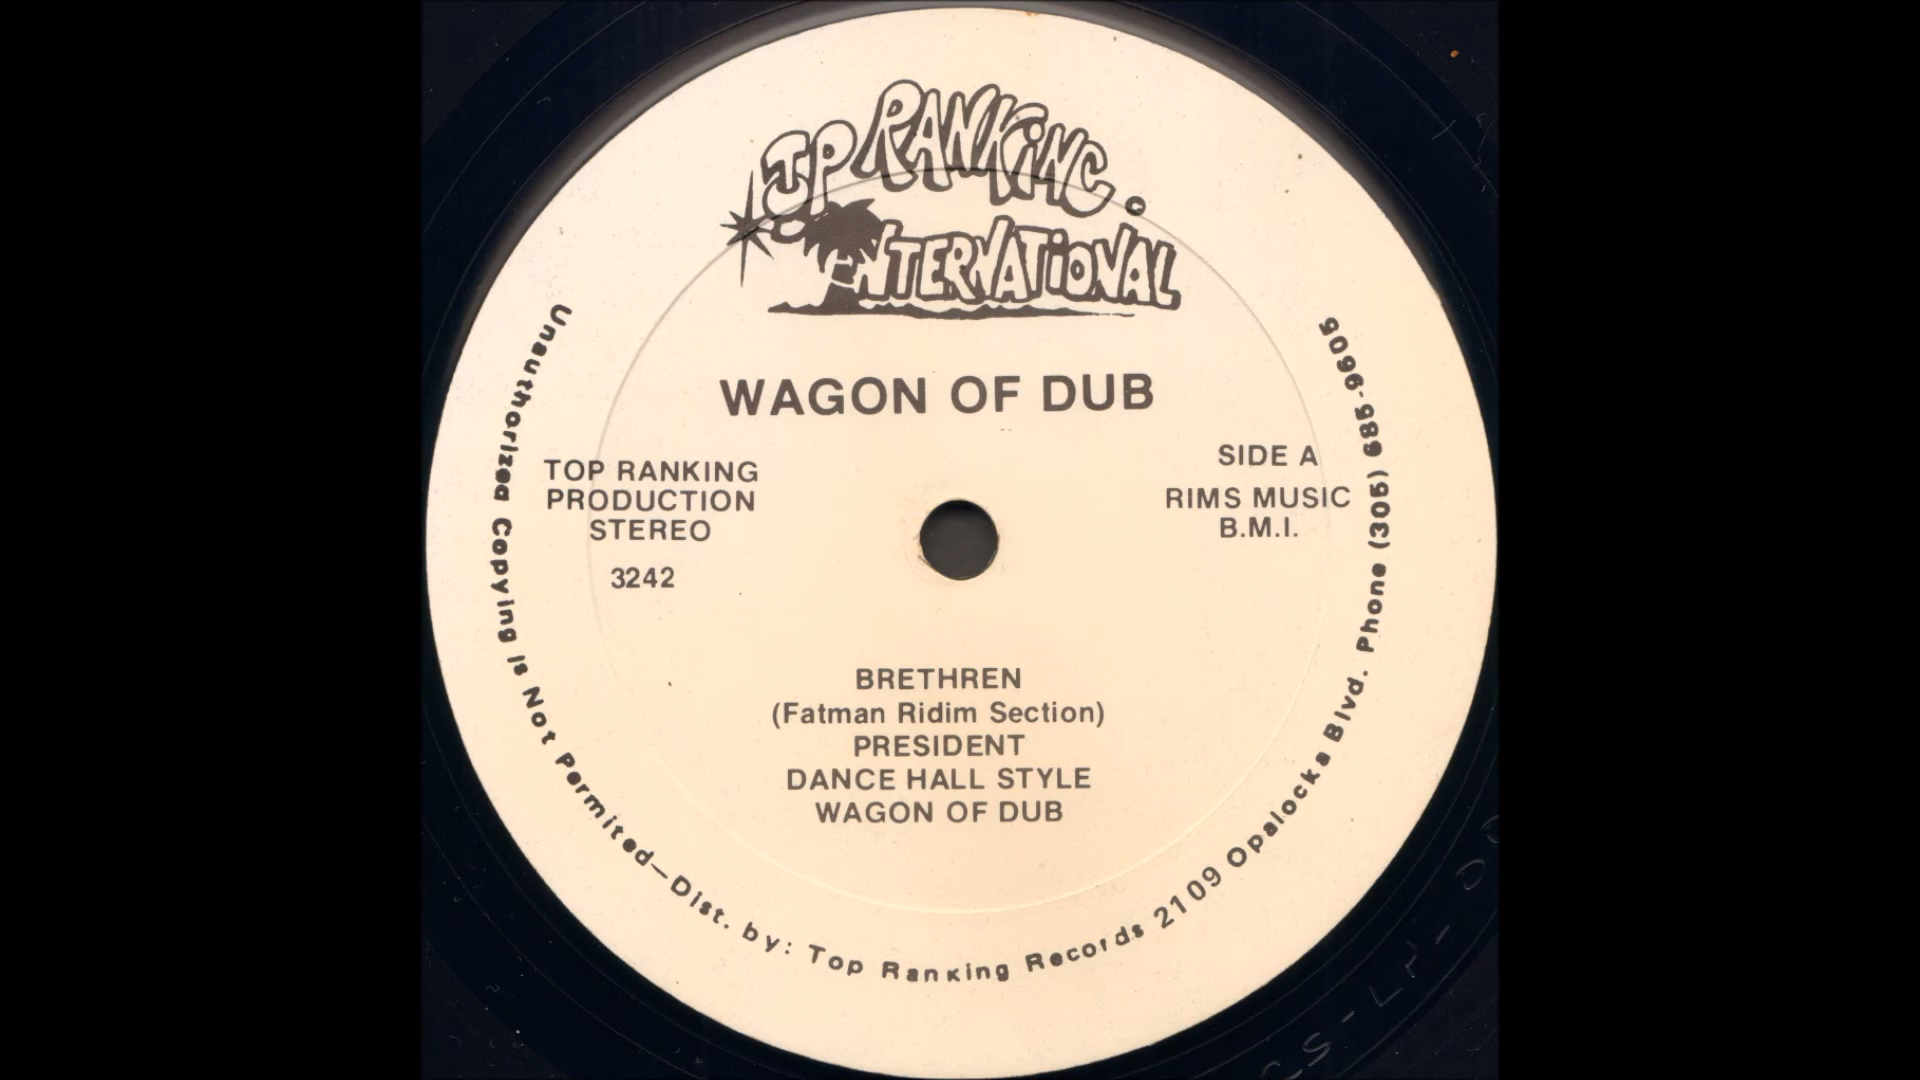 TOP RANKING.
INTERNATIONAL
WAGON OF DUB
TOP RANKING
PRODUCTION
STEREO
3242
SIDE A
RIMS MUSIC
B.M.I.
BRETHREN
(Fatman Ridim Section)
PRESIDENT
DANCE HALL STYLE
WAGON OF DUB
Unauthorized Copying Is Not Permited—Dist. by: Top Ranking Records 2109 Opalocka Blvd. Phone (305) 685-9605